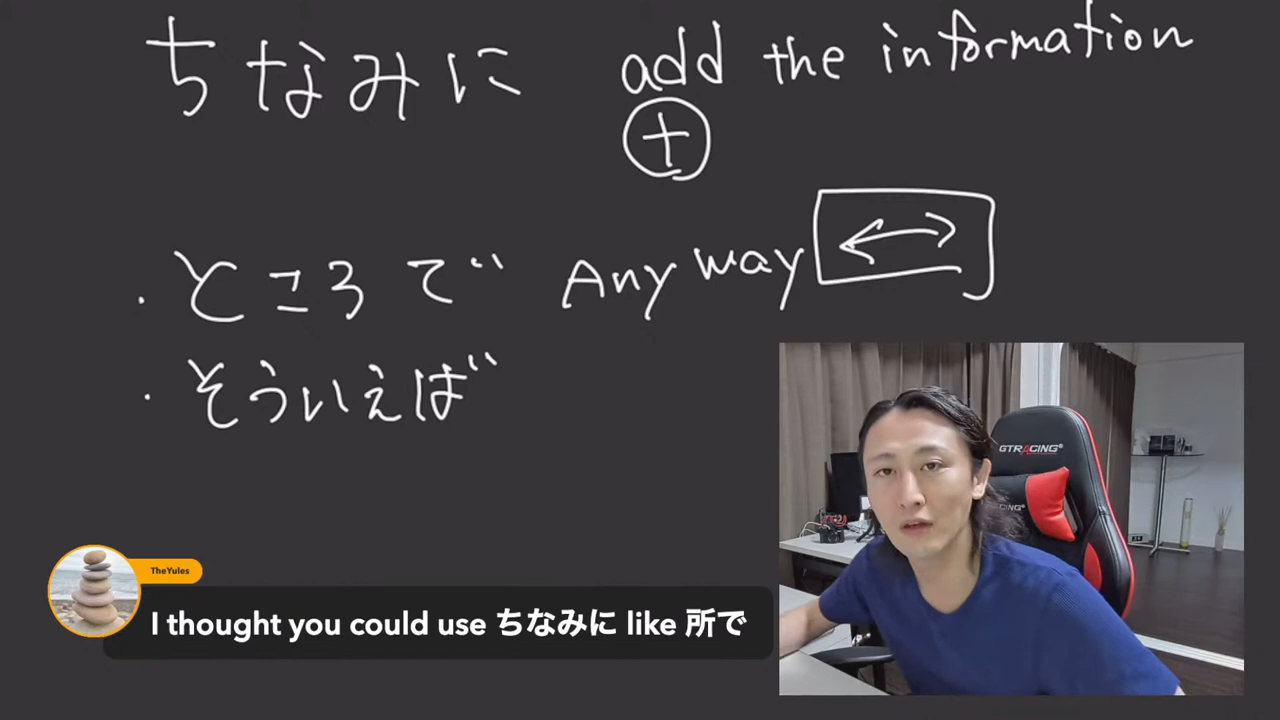 ちなみに add the information
+
・ところで Anyway ↔
・そういえば
GTRACING
TheYules
I thought you could use ちなみに like 所で